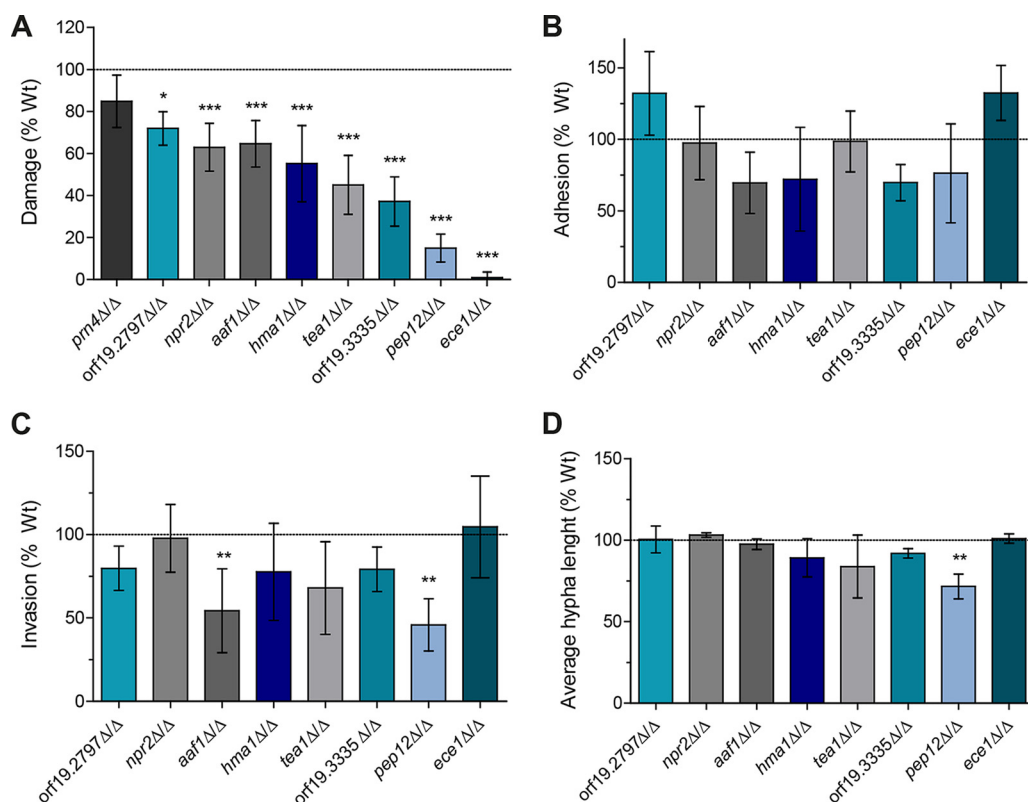 A
Damage (% Wt)
120
100
80
60
40
20
0
*
***
***
***
***
***
***
***
prn4Δ/Δ
orf19.2797Δ/Δ
npr2Δ/Δ
aaf1Δ/Δ
hma1Δ/Δ
tea1Δ/Δ
orf19.3335Δ/Δ
pep12Δ/Δ
ece1Δ/Δ
B
Adhesion (% Wt)
150
100
50
0
orf19.2797Δ/Δ
npr2Δ/Δ
aaf1Δ/Δ
hma1Δ/Δ
tea1Δ/Δ
orf19.3335Δ/Δ
pep12Δ/Δ
ece1Δ/Δ
C
Invasion (% Wt)
150
100
50
0
**
**
orf19.2797Δ/Δ
npr2Δ/Δ
aaf1Δ/Δ
hma1Δ/Δ
tea1Δ/Δ
orf19.3335Δ/Δ
pep12Δ/Δ
ece1Δ/Δ
D
Average hypha lenght (% Wt)
150
100
50
0
**
orf19.2797Δ/Δ
npr2Δ/Δ
aaf1Δ/Δ
hma1Δ/Δ
tea1Δ/Δ
orf19.3335Δ/Δ
pep12Δ/Δ
ece1Δ/Δ